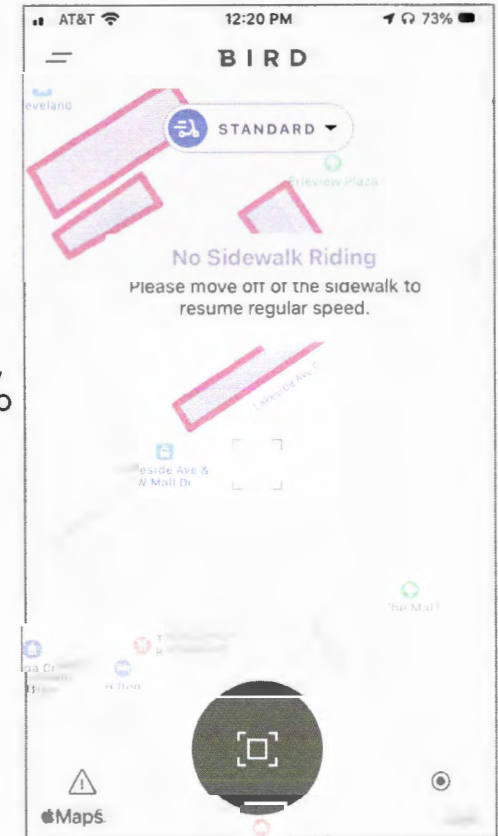 AT&T 12:20 PM 73%
BIRD
eveland
STANDARD
Erieview Plaza
No Sidewalk Riding
Please move off of the sidewalk to
resume regular speed.
Lakeside Ave E
%
eside Ave &
W Mall Dr
The Mall
Hilton
Maps